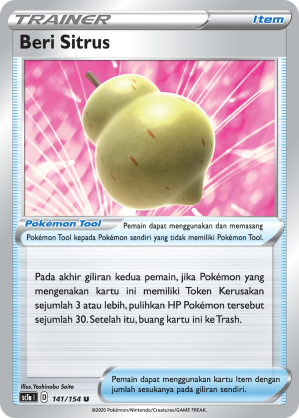 TRAINER Item
Beri Sitrus
Pokémon Tool Pemain dapat menggunakan dan memasang
Pokémon Tool kepada Pokémon sendiri yang tidak memiliki Pokémon Tool.
Pada akhir giliran kedua pemain, jika Pokémon yang
mengenakan kartu ini memiliki Token Kerusakan
sejumlah 3 atau lebih, pulihkan HP Pokémon tersebut
sejumlah 30. Setelah itu, buang kartu ini ke Trash.
Illus. Yoshinobu Saito
sc1a I D 141/154 U
Pemain dapat menggunakan kartu Item dengan
jumlah sesukanya pada giliran sendiri.
©2020 Pokémon/Nintendo/Creatures/GAME FREAK.